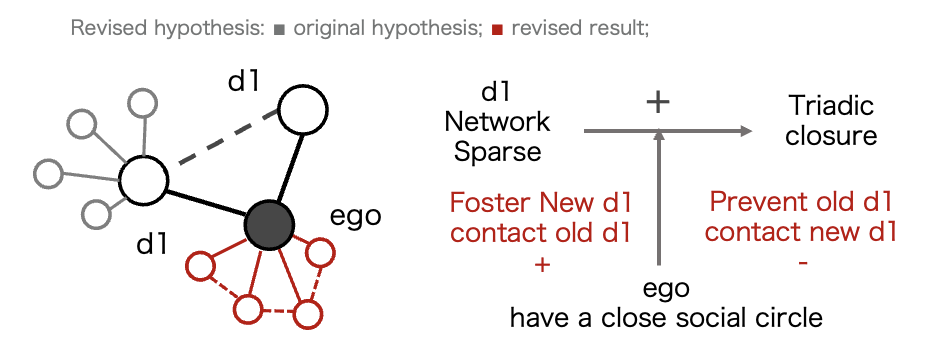 Revised hypothesis: ■ original hypothesis; ■ revised result;
d1
d1
ego
d1
Network
Sparse
+
Triadic
closure
Foster New d1
contact old d1
+
Prevent old d1
contact new d1
-
ego
have a close social circle